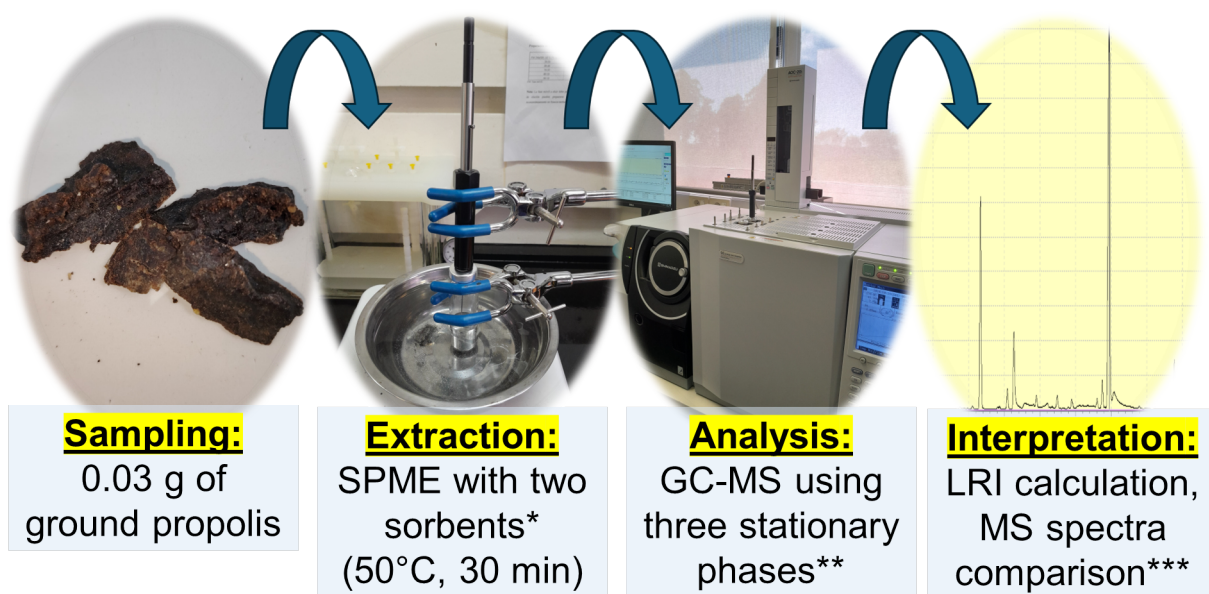 Sampling:
0.03 g of
ground propolis
Extraction:
SPME with two
sorbents*
(50°C, 30 min)
Analysis:
GC-MS using
three stationary
phases**
Interpretation:
LRI calculation,
MS spectra
comparison***